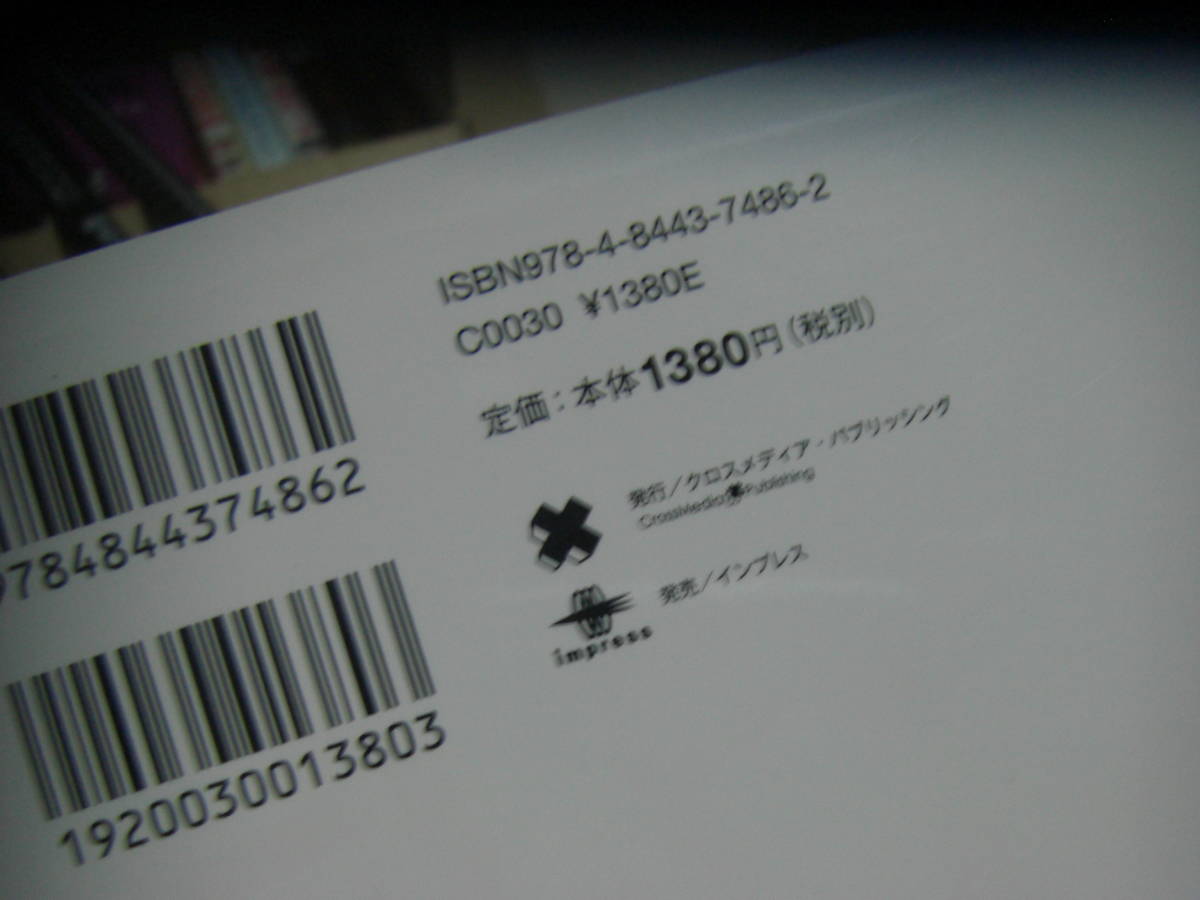 ISBN978-4-8443-7486-2
C0030 ¥1380E
定価：本体1380円（税別）
発行／クロスメディア・パブリッシング
CrossMedia Publishing
発売／インプレス
impress
9784844374862
1920030013803